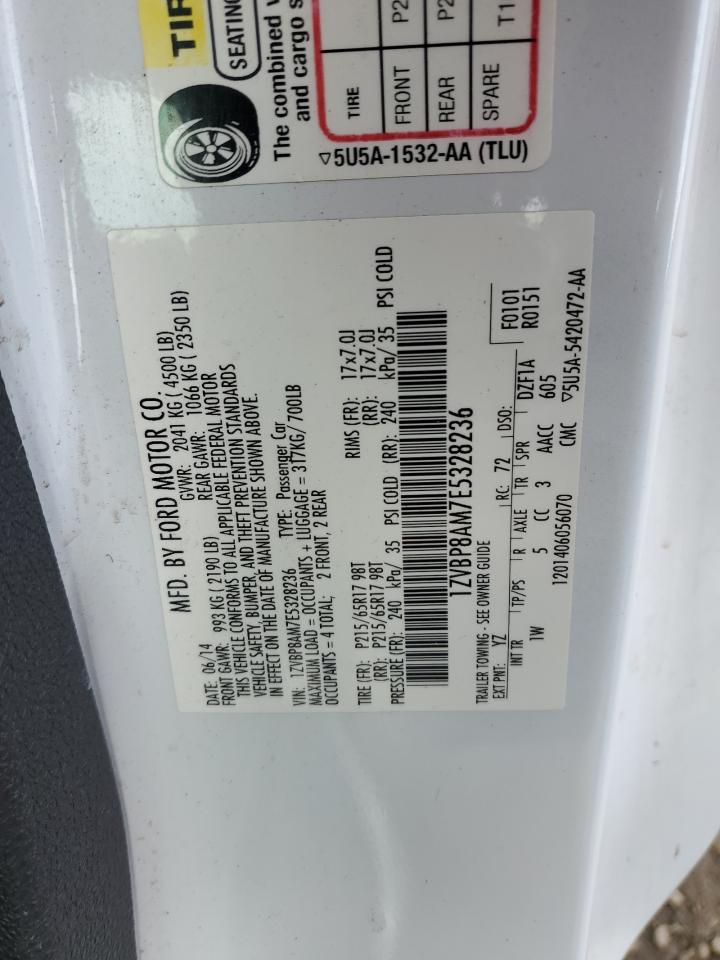 TIR
SEATING
The combined
and cargo s
TIRE
FRONT P2
REAR P2
SPARE T1
▽5U5A-1532-AA (TLU)
MFD. BY FORD MOTOR CO.
DATE: 06/14 GVWR: 2041 KG ( 4500 LB)
FRONT GAWR: 993 KG ( 2190 LB) REAR GAWR: 1066 KG ( 2350 LB)
THIS VEHICLE CONFORMS TO ALL APPLICABLE FEDERAL MOTOR
VEHICLE SAFETY, BUMPER, AND THEFT PREVENTION STANDARDS
IN EFFECT ON THE DATE OF MANUFACTURE SHOWN ABOVE.
VIN: 1ZVBP8AM7E5328236 TYPE: Passenger Car
MAXIMUM LOAD = OCCUPANTS + LUGGAGE = 317KG/ 700LB
OCCUPANTS = 4 TOTAL; 2 FRONT, 2 REAR
TIRE (FR): P215/65R17 98T RIMS (FR): 17x7.0J
(RR): P215/65R17 98T (RR): 17x7.0J
PRESSURE (FR): 240 kPa/ 35 PSI COLD (RR): 240 kPa/ 35 PSI COLD
1ZVBP8AM7E5328236
TRAILER TOWING - SEE OWNER GUIDE
EXT PNT: YZ RC: 72 DSO: F0101
R0151
INT TR TP/PS R AXLE TR SPR DZF1A
1W 5 CC 3 AACC 605
1201406056070 CMC ▽5U5A-5420472-AA